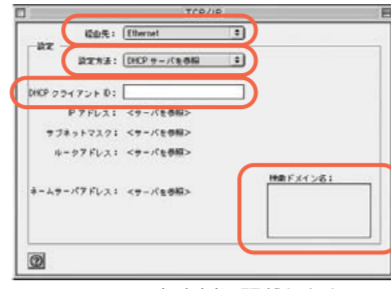 TCP/IP
経由先： Ethernet
設定
設定方法： DHCP サーバを参照
DHCP クライアント ID：
IP アドレス： <サーバを参照>
サブネットマスク： <サーバを参照>
ルータアドレス： <サーバを参照>
検索ドメイン名：
ネームサーバアドレス： <サーバを参照>